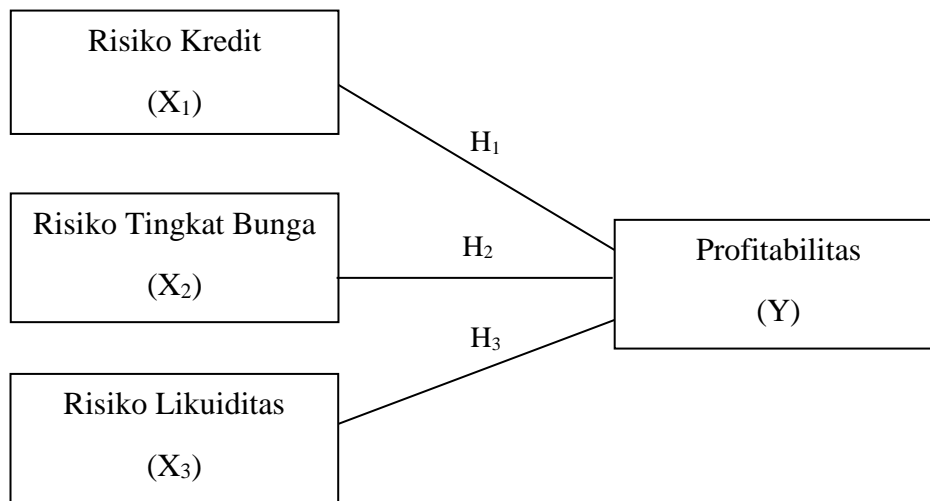 Risiko Kredit
(X₁)
H₁
Risiko Tingkat Bunga
(X₂)
H₂
Profitabilitas
(Y)
H₃
Risiko Likuiditas
(X₃)